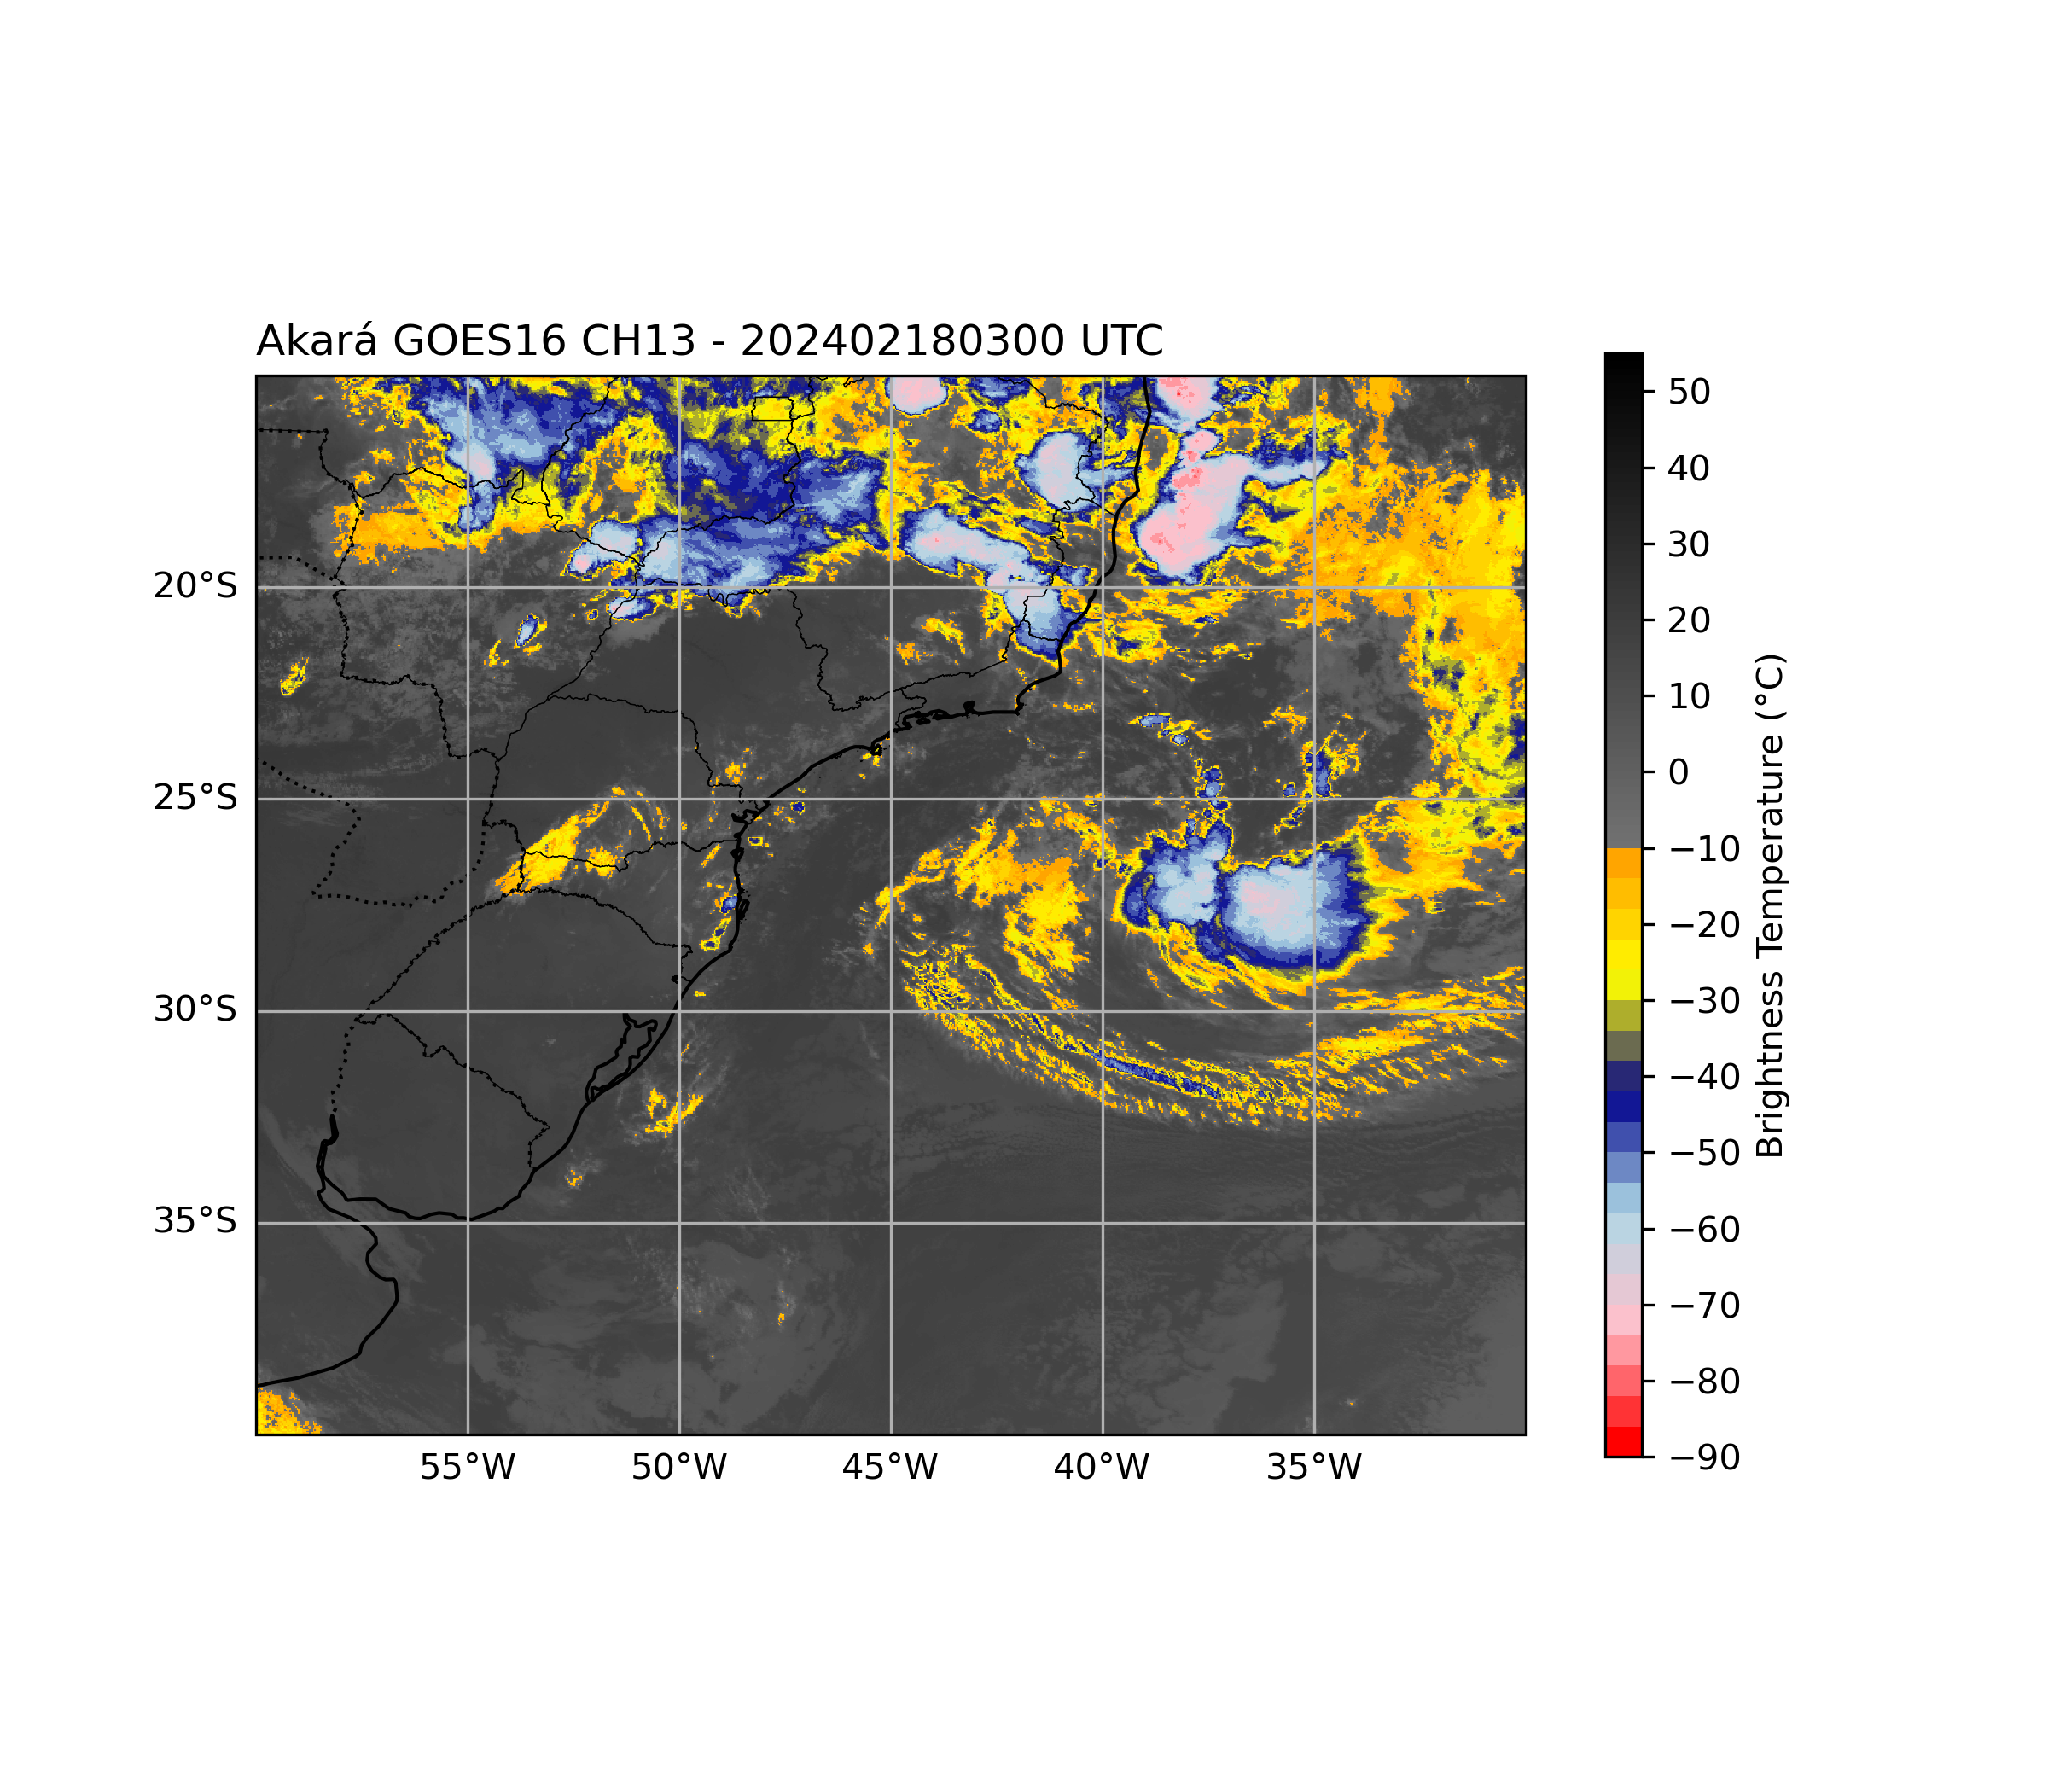 Akará GOES16 CH13 - 202402180300 UTC
20°S
25°S
30°S
35°S
55°W
50°W
45°W
40°W
35°W
50
40
30
20
10
0
−10
−20
−30
−40
−50
−60
−70
−80
−90
Brightness Temperature (°C)